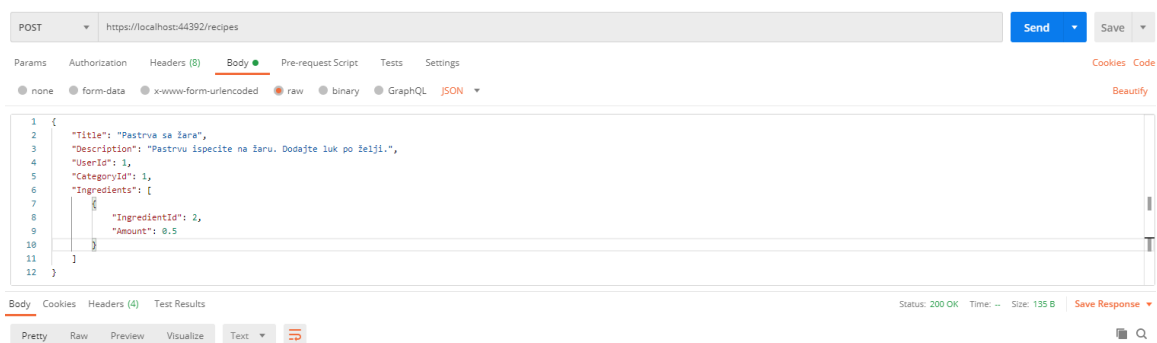 POST https://localhost:44392/recipes Send Save
Params Authorization Headers (8) Body Pre-request Script Tests Settings Cookies Code
none form-data x-www-form-urlencoded raw binary GraphQL JSON Beautify
1 {
2 "Title": "Pastrva sa žara",
3 "Description": "Pastrvu ispecite na žaru. Dodajte luk po želji.",
4 "UserId": 1,
5 "CategoryId": 1,
6 "Ingredients": [
7 {
8 "IngredientId": 2,
9 "Amount": 0.5
10 }
11 ]
12 }
Body Cookies Headers (4) Test Results Status: 200 OK Time: -- Size: 135 B Save Response
Pretty Raw Preview Visualize Text